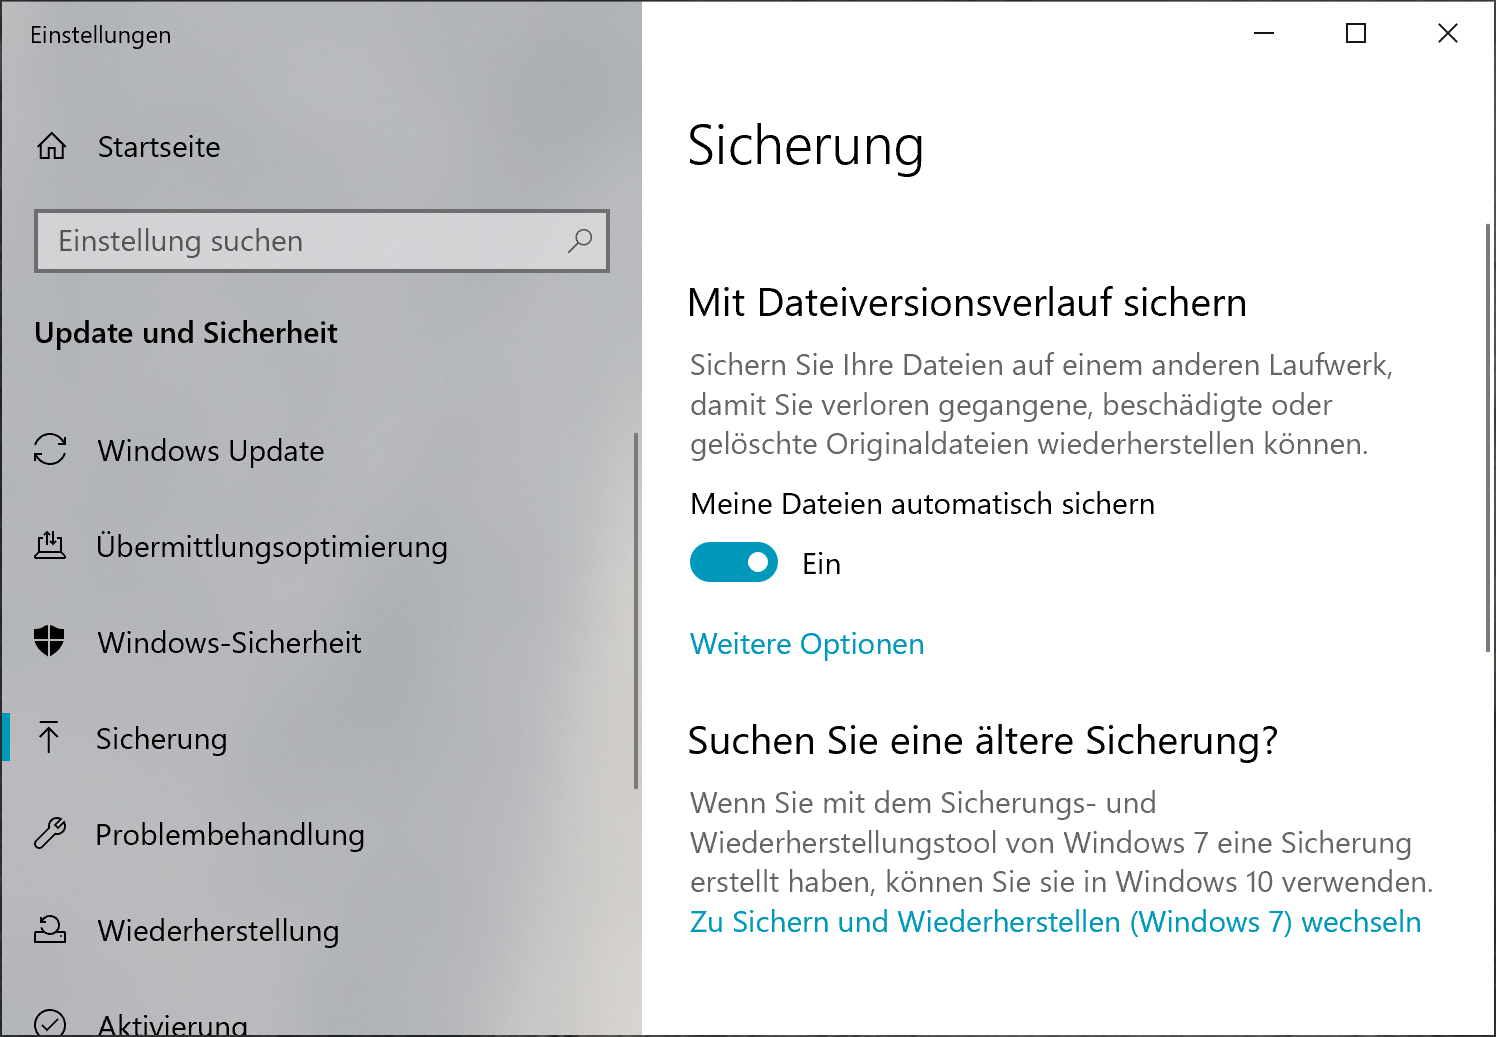 Einstellungen
Startseite
Einstellung suchen
Update und Sicherheit
Windows Update
Übermittlungsoptimierung
Windows-Sicherheit
Sicherung
Problembehandlung
Wiederherstellung
Aktivierung
Sicherung
Mit Dateiversionsverlauf sichern
Sichern Sie Ihre Dateien auf einem anderen Laufwerk,
damit Sie verloren gegangene, beschädigte oder
gelöschte Originaldateien wiederherstellen können.
Meine Dateien automatisch sichern
Ein
Weitere Optionen
Suchen Sie eine ältere Sicherung?
Wenn Sie mit dem Sicherungs- und
Wiederherstellungstool von Windows 7 eine Sicherung
erstellt haben, können Sie sie in Windows 10 verwenden.
Zu Sichern und Wiederherstellen (Windows 7) wechseln